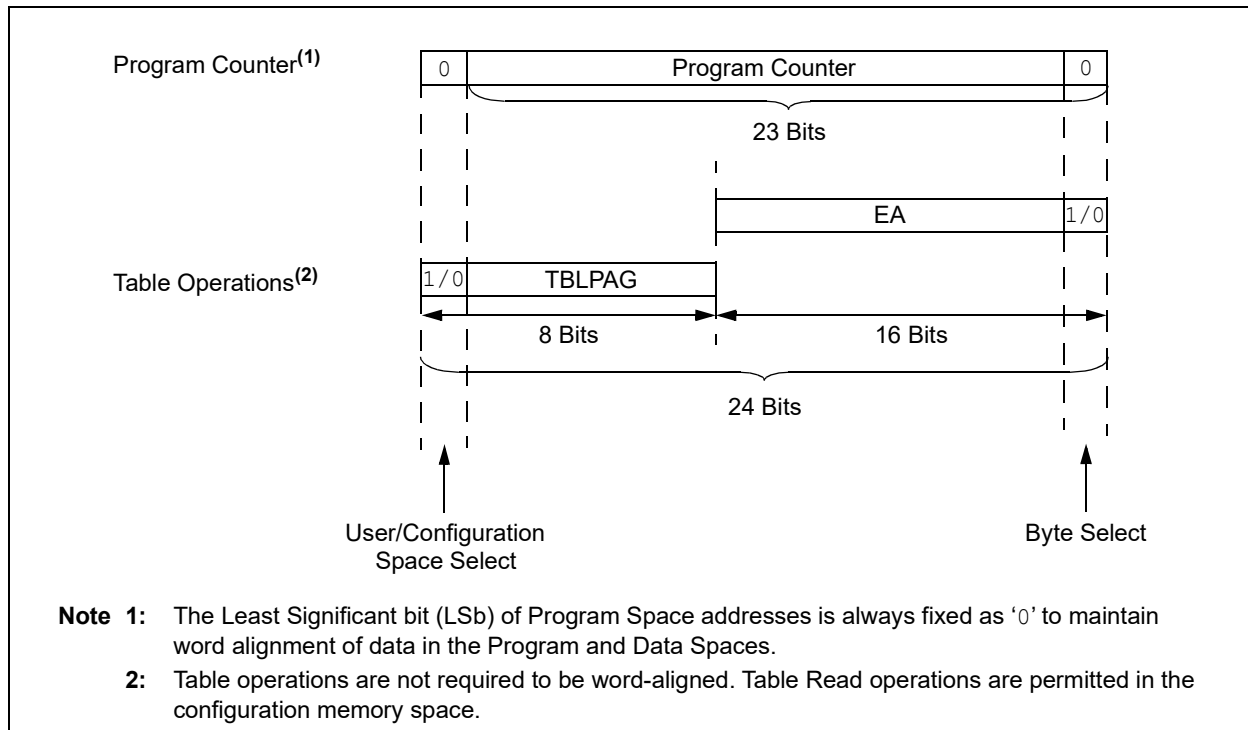 Program Counter(1)
0 Program Counter 0
23 Bits
EA 1/0
Table Operations(2)
1/0 TBLPAG
8 Bits 16 Bits
24 Bits
User/Configuration
Space Select
Byte Select
Note 1: The Least Significant bit (LSb) of Program Space addresses is always fixed as ‘0’ to maintain
word alignment of data in the Program and Data Spaces.
2: Table operations are not required to be word-aligned. Table Read operations are permitted in the
configuration memory space.